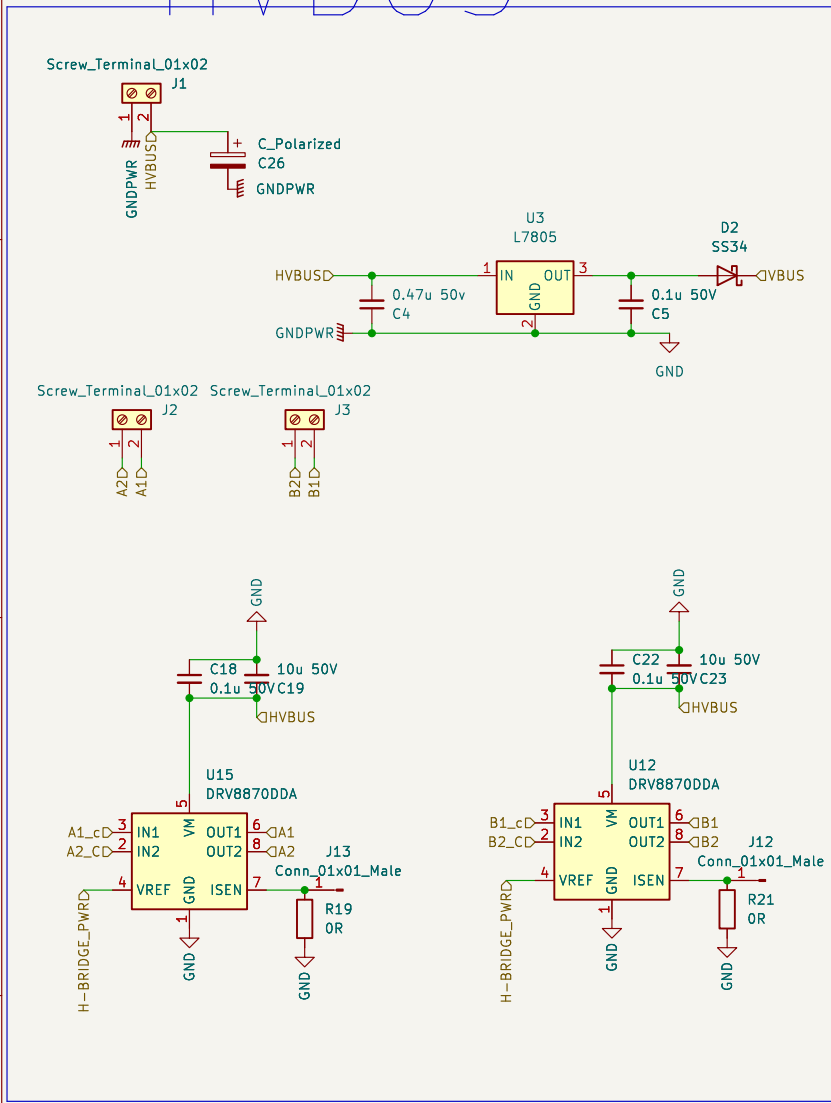 HVBUS
Screw_Terminal_01x02
J1
1
2
GNDPWR
HVBUS
+
C_Polarized
C26
GNDPWR
U3
L7805
D2
SS34
HVBUS
1
IN
OUT
3
VBUS
GND
2
0.47u 50v
C4
0.1u 50V
C5
GNDPWR
GND
Screw_Terminal_01x02
J2
1
2
A2
A1
Screw_Terminal_01x02
J3
1
2
B2
B1
GND
C18
0.1u 50V
10u 50V
C19
HVBUS
U15
DRV8870DDA
5
VM
A1_c
3
IN1
OUT1
6
A1
A2_C
2
IN2
OUT2
8
A2
4
VREF
GND
ISEN
7
1
H-BRIDGE_PWR
GND
J13
Conn_01x01_Male
1
R19
0R
GND
GND
C22
0.1u 50V
10u 50V
C23
HVBUS
U12
DRV8870DDA
5
VM
B1_c
3
IN1
OUT1
6
B1
B2_C
2
IN2
OUT2
8
B2
4
VREF
GND
ISEN
7
1
H-BRIDGE_PWR
GND
J12
Conn_01x01_Male
1
R21
0R
GND